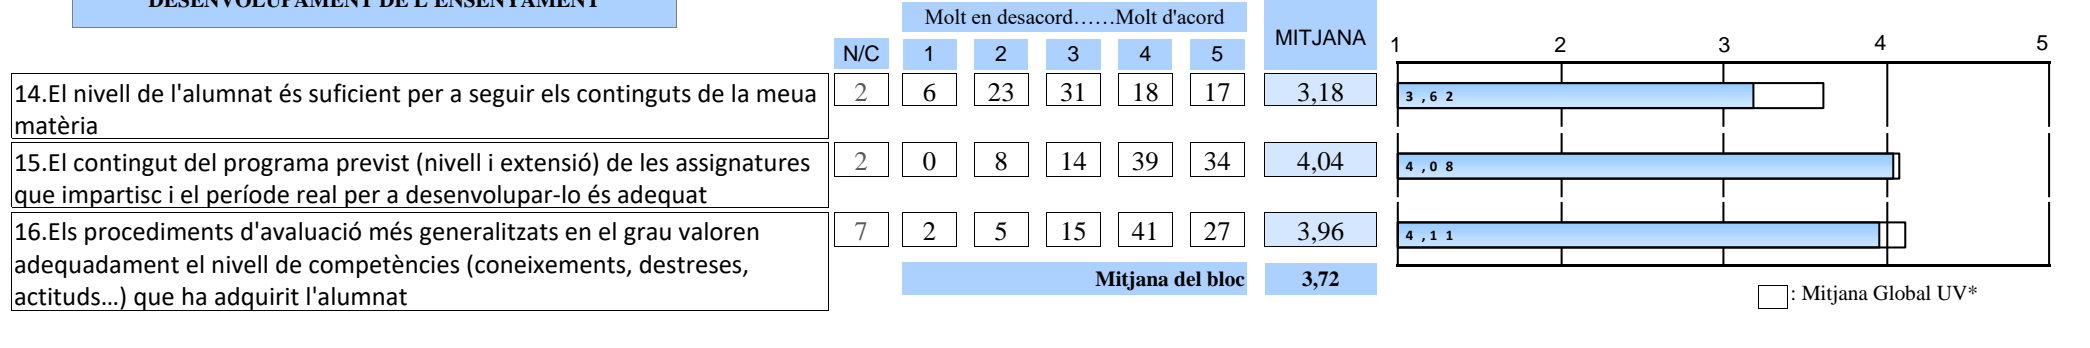 DESENVOLUPAMENT DE L'ENSENYAMENT
Molt en desacord......Molt d'acord
MITJANA
N/C 1 2 3 4 5
1 2 3 4 5
14.El nivell de l'alumnat és suficient per a seguir els continguts de la meua
matèria
2 6 23 31 18 17 3,18
3,62
15.El contingut del programa previst (nivell i extensió) de les assignatures
que impartisc i el període real per a desenvolupar-lo és adequat
2 0 8 14 39 34 4,04
4,08
16.Els procediments d'avaluació més generalitzats en el grau valoren
adequadament el nivell de competències (coneixements, destreses,
actituds...) que ha adquirit l'alumnat
7 2 5 15 41 27 3,96
4,11
Mitjana del bloc 3,72
: Mitjana Global UV*